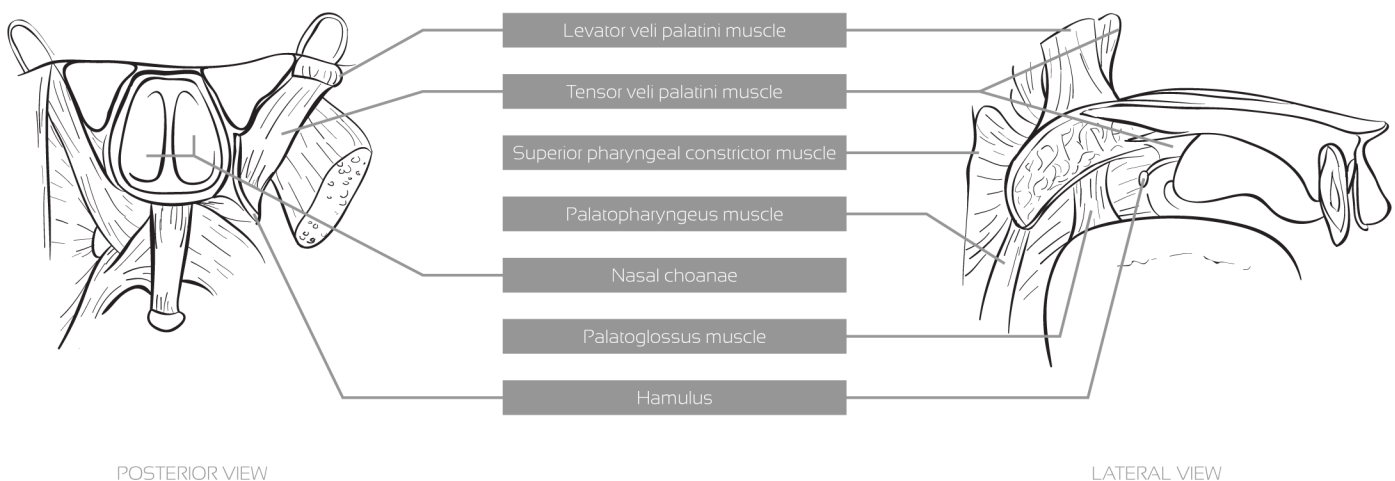 Levator veli palatini muscle
Tensor veli palatini muscle
Superior pharyngeal constrictor muscle
Palatopharyngeus muscle
Nasal choanae
Palatoglossus muscle
Hamulus
POSTERIOR VIEW
LATERAL VIEW